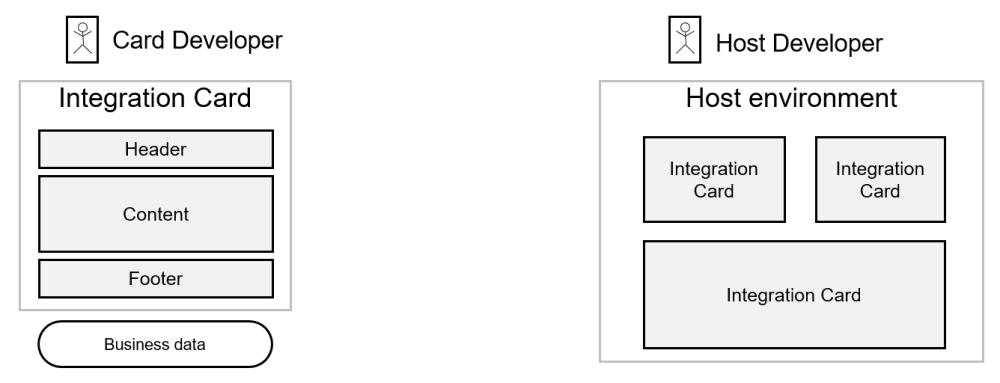 Card Developer
Integration Card
Header
Content
Footer
Business data
Host Developer
Host environment
Integration
Card
Integration
Card
Integration Card